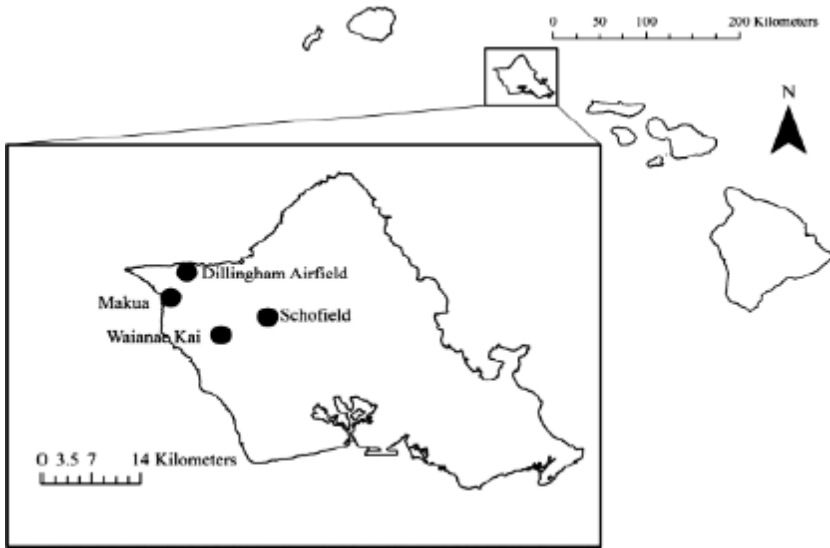 0 50 100 200 Kilometers
N
Dillingham Airfield
Makua
Schofield
Waianae Kai
0 3.5 7 14 Kilometers